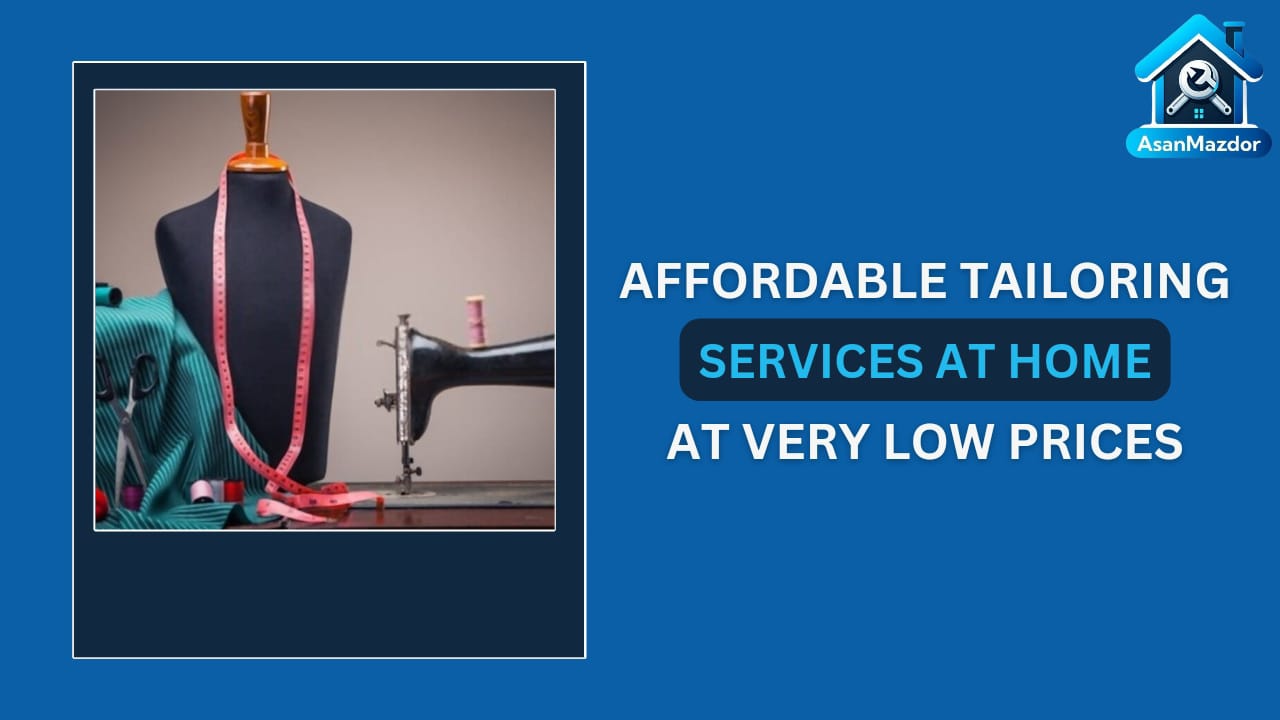 AsanMazdor
AFFORDABLE TAILORING
SERVICES AT HOME
AT VERY LOW PRICES